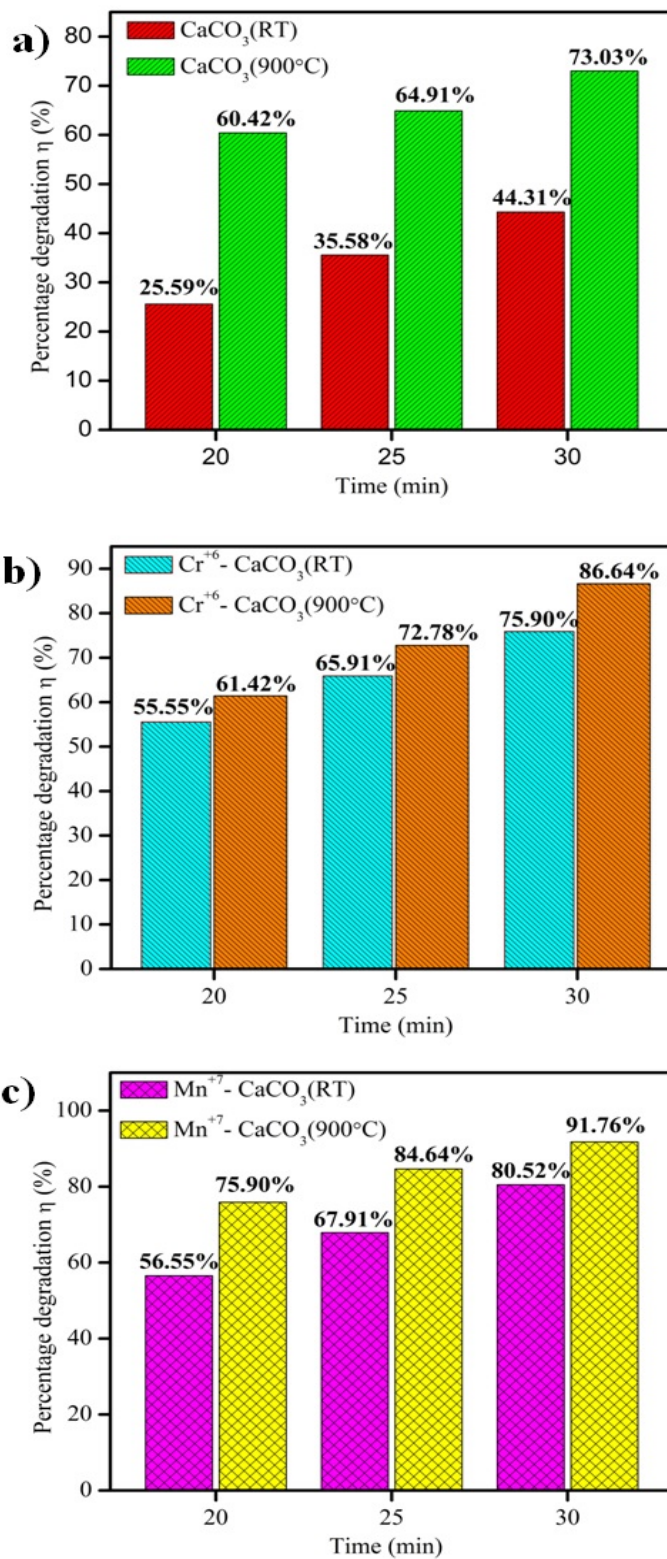 a)
CaCO₃(RT)
CaCO₃(900°C)
Percentage degradation η (%)
80
70
60
50
40
30
20
10
0
25.59%
60.42%
35.58%
64.91%
44.31%
73.03%
20 25 30
Time (min)
b)
Cr⁺⁶- CaCO₃(RT)
Cr⁺⁶- CaCO₃(900°C)
Percentage degradation η (%)
90
80
70
60
50
40
30
20
10
0
55.55%
61.42%
65.91%
72.78%
75.90%
86.64%
20 25 30
Time (min)
c)
Mn⁺⁷- CaCO₃(RT)
Mn⁺⁷- CaCO₃(900°C)
Percentage degradation η (%)
100
80
60
40
20
0
56.55%
75.90%
67.91%
84.64%
80.52%
91.76%
20 25 30
Time (min)